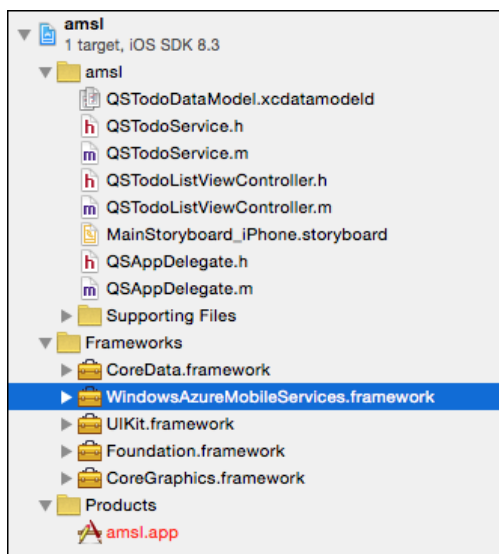 amsl
1 target, iOS SDK 8.3
amsl
QSTodoDataModel.xcdatamodeld
h QSTodoService.h
m QSTodoService.m
h QSTodoListViewController.h
m QSTodoListViewController.m
MainStoryboard_iPhone.storyboard
h QSAppDelegate.h
m QSAppDelegate.m
Supporting Files
Frameworks
CoreData.framework
WindowsAzureMobileServices.framework
UIKit.framework
Foundation.framework
CoreGraphics.framework
Products
amsl.app